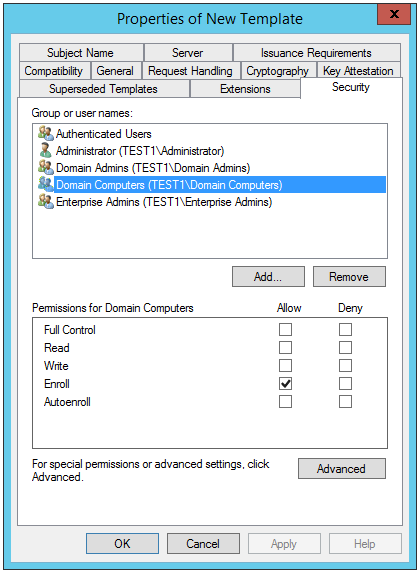 Properties of New Template
x
Subject Name Server Issuance Requirements
Compatibility General Request Handling Cryptography Key Attestation
Superseded Templates Extensions Security
Group or user names:
Authenticated Users
Administrator (TEST1\Administrator)
Domain Admins (TEST1\Domain Admins)
Domain Computers (TEST1\Domain Computers)
Enterprise Admins (TEST1\Enterprise Admins)
Add... Remove
Permissions for Domain Computers Allow Deny
Full Control
Read
Write
Enroll
Autoenroll
For special permissions or advanced settings, click
Advanced.
Advanced
OK Cancel Apply Help